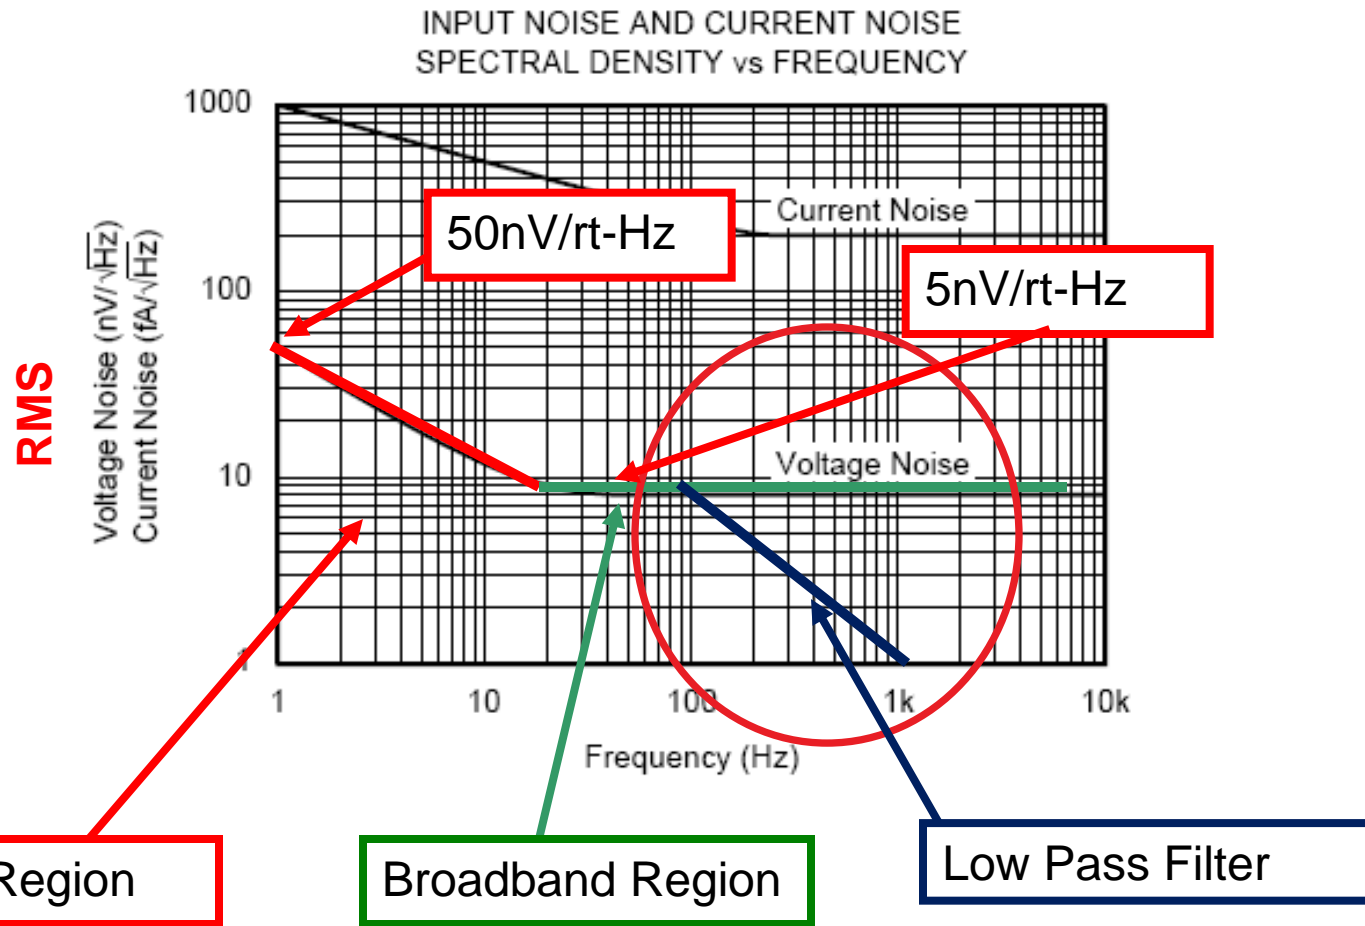 INPUT NOISE AND CURRENT NOISE
SPECTRAL DENSITY vs FREQUENCY
1000
100
10
1
RMS
Voltage Noise (nV/√Hz)
Current Noise (fA/√Hz)
50nV/rt-Hz
Current Noise
5nV/rt-Hz
Voltage Noise
1 10 100 1k 10k
Frequency (Hz)
Region
Broadband Region
Low Pass Filter